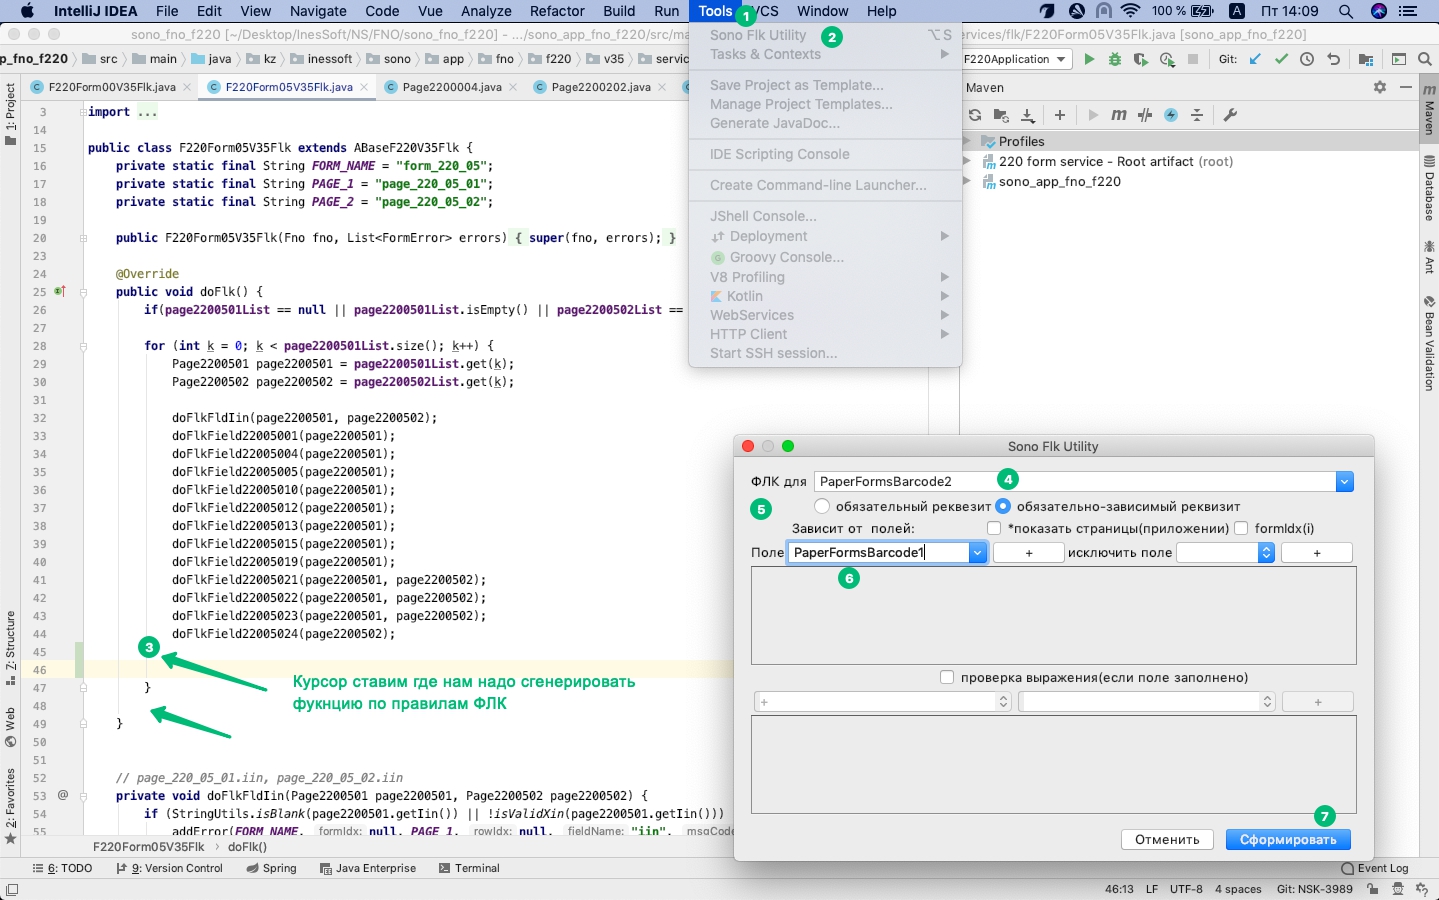 IntelliJ IDEA File Edit View Navigate Code Vue Analyze Refactor Build Run Tools VCS Window Help 100 % A Пт 14:09
1
sono_fno_f220 [~/Desktop/InesSoft/NS/FNO/sono_fno_f220] - .../sono_app_fno_f220/src/ma
ervices/flk/F220Form05V35Flk.java [sono_app_fno_f220]
p_fno_f220 src main java kz inessoft sono app fno f220 v35 servic
F220Application Git:
F220Form00V35Flk.java F220Form05V35Flk.java Page2200004.java Page2200202.java
Sono Flk Utility ⌥S
2
Tasks & Contexts
Save Project as Template...
Manage Project Templates...
Generate JavaDoc...
IDE Scripting Console
Create Command-line Launcher...
JShell Console...
Deployment
Groovy Console...
V8 Profiling
Kotlin
WebServices
HTTP Client
Start SSH session...
Maven
Profiles
220 form service - Root artifact (root)
sono_app_fno_f220
Maven
Database
Ant
Bean Validation
1: Project
7: Structure
Web
2: Favorites
3 import ...
14
15 public class F220Form05V35Flk extends ABaseF220V35Flk {
16 private static final String FORM_NAME = "form_220_05";
17 private static final String PAGE_1 = "page_220_05_01";
18 private static final String PAGE_2 = "page_220_05_02";
19
20 public F220Form05V35Flk(Fno fno, List<FormError> errors) { super(fno, errors); }
23
24 @Override
25 public void doFlk() {
26 if(page2200501List == null || page2200501List.isEmpty() || page2200502List ==
27
28 for (int k = 0; k < page2200501List.size(); k++) {
29 Page2200501 page2200501 = page2200501List.get(k);
30 Page2200502 page2200502 = page2200502List.get(k);
31
32 doFlkFldIin(page2200501, page2200502);
33 doFlkField22005001(page2200501);
34 doFlkField22005004(page2200501);
35 doFlkField22005005(page2200501);
36 doFlkField22005010(page2200501);
37 doFlkField22005012(page2200501);
38 doFlkField22005013(page2200501);
39 doFlkField22005015(page2200501);
40 doFlkField22005019(page2200501);
41 doFlkField22005021(page2200501, page2200502);
42 doFlkField22005022(page2200501, page2200502);
43 doFlkField22005023(page2200501, page2200502);
44 doFlkField22005024(page2200502);
45
3
46
47 }
48
49 }
50
51
52 // page_220_05_01.iin, page_220_05_02.iin
53 @ private void doFlkFldIin(Page2200501 page2200501, Page2200502 page2200502) {
54 if (StringUtils.isBlank(page2200501.getIin()) || !isValidXin(page2200501.getIin()))
55 addError(FORM_NAME, formIdx: null, PAGE_1, rowIdx: null, fieldName: "iin", msgCode
Курсор ставим где нам надо сгенерировать
фукнцию по правилам ФЛК
Sono Flk Utility
ФЛК для PaperFormsBarcode2
4
5
обязательный реквезит обязательно-зависимый реквизит
Зависит от полей: *показать страницы(приложении) formIdx(i)
Поле PaperFormsBarcode1 + исключить поле +
6
проверка выражения(если поле заполнено)
+ +
7
Отменить Сформировать
F220Form05V35Flk › doFlk()
6: TODO 9: Version Control Spring Java Enterprise Terminal Event Log
46:13 LF UTF-8 4 spaces Git: NSK-3989